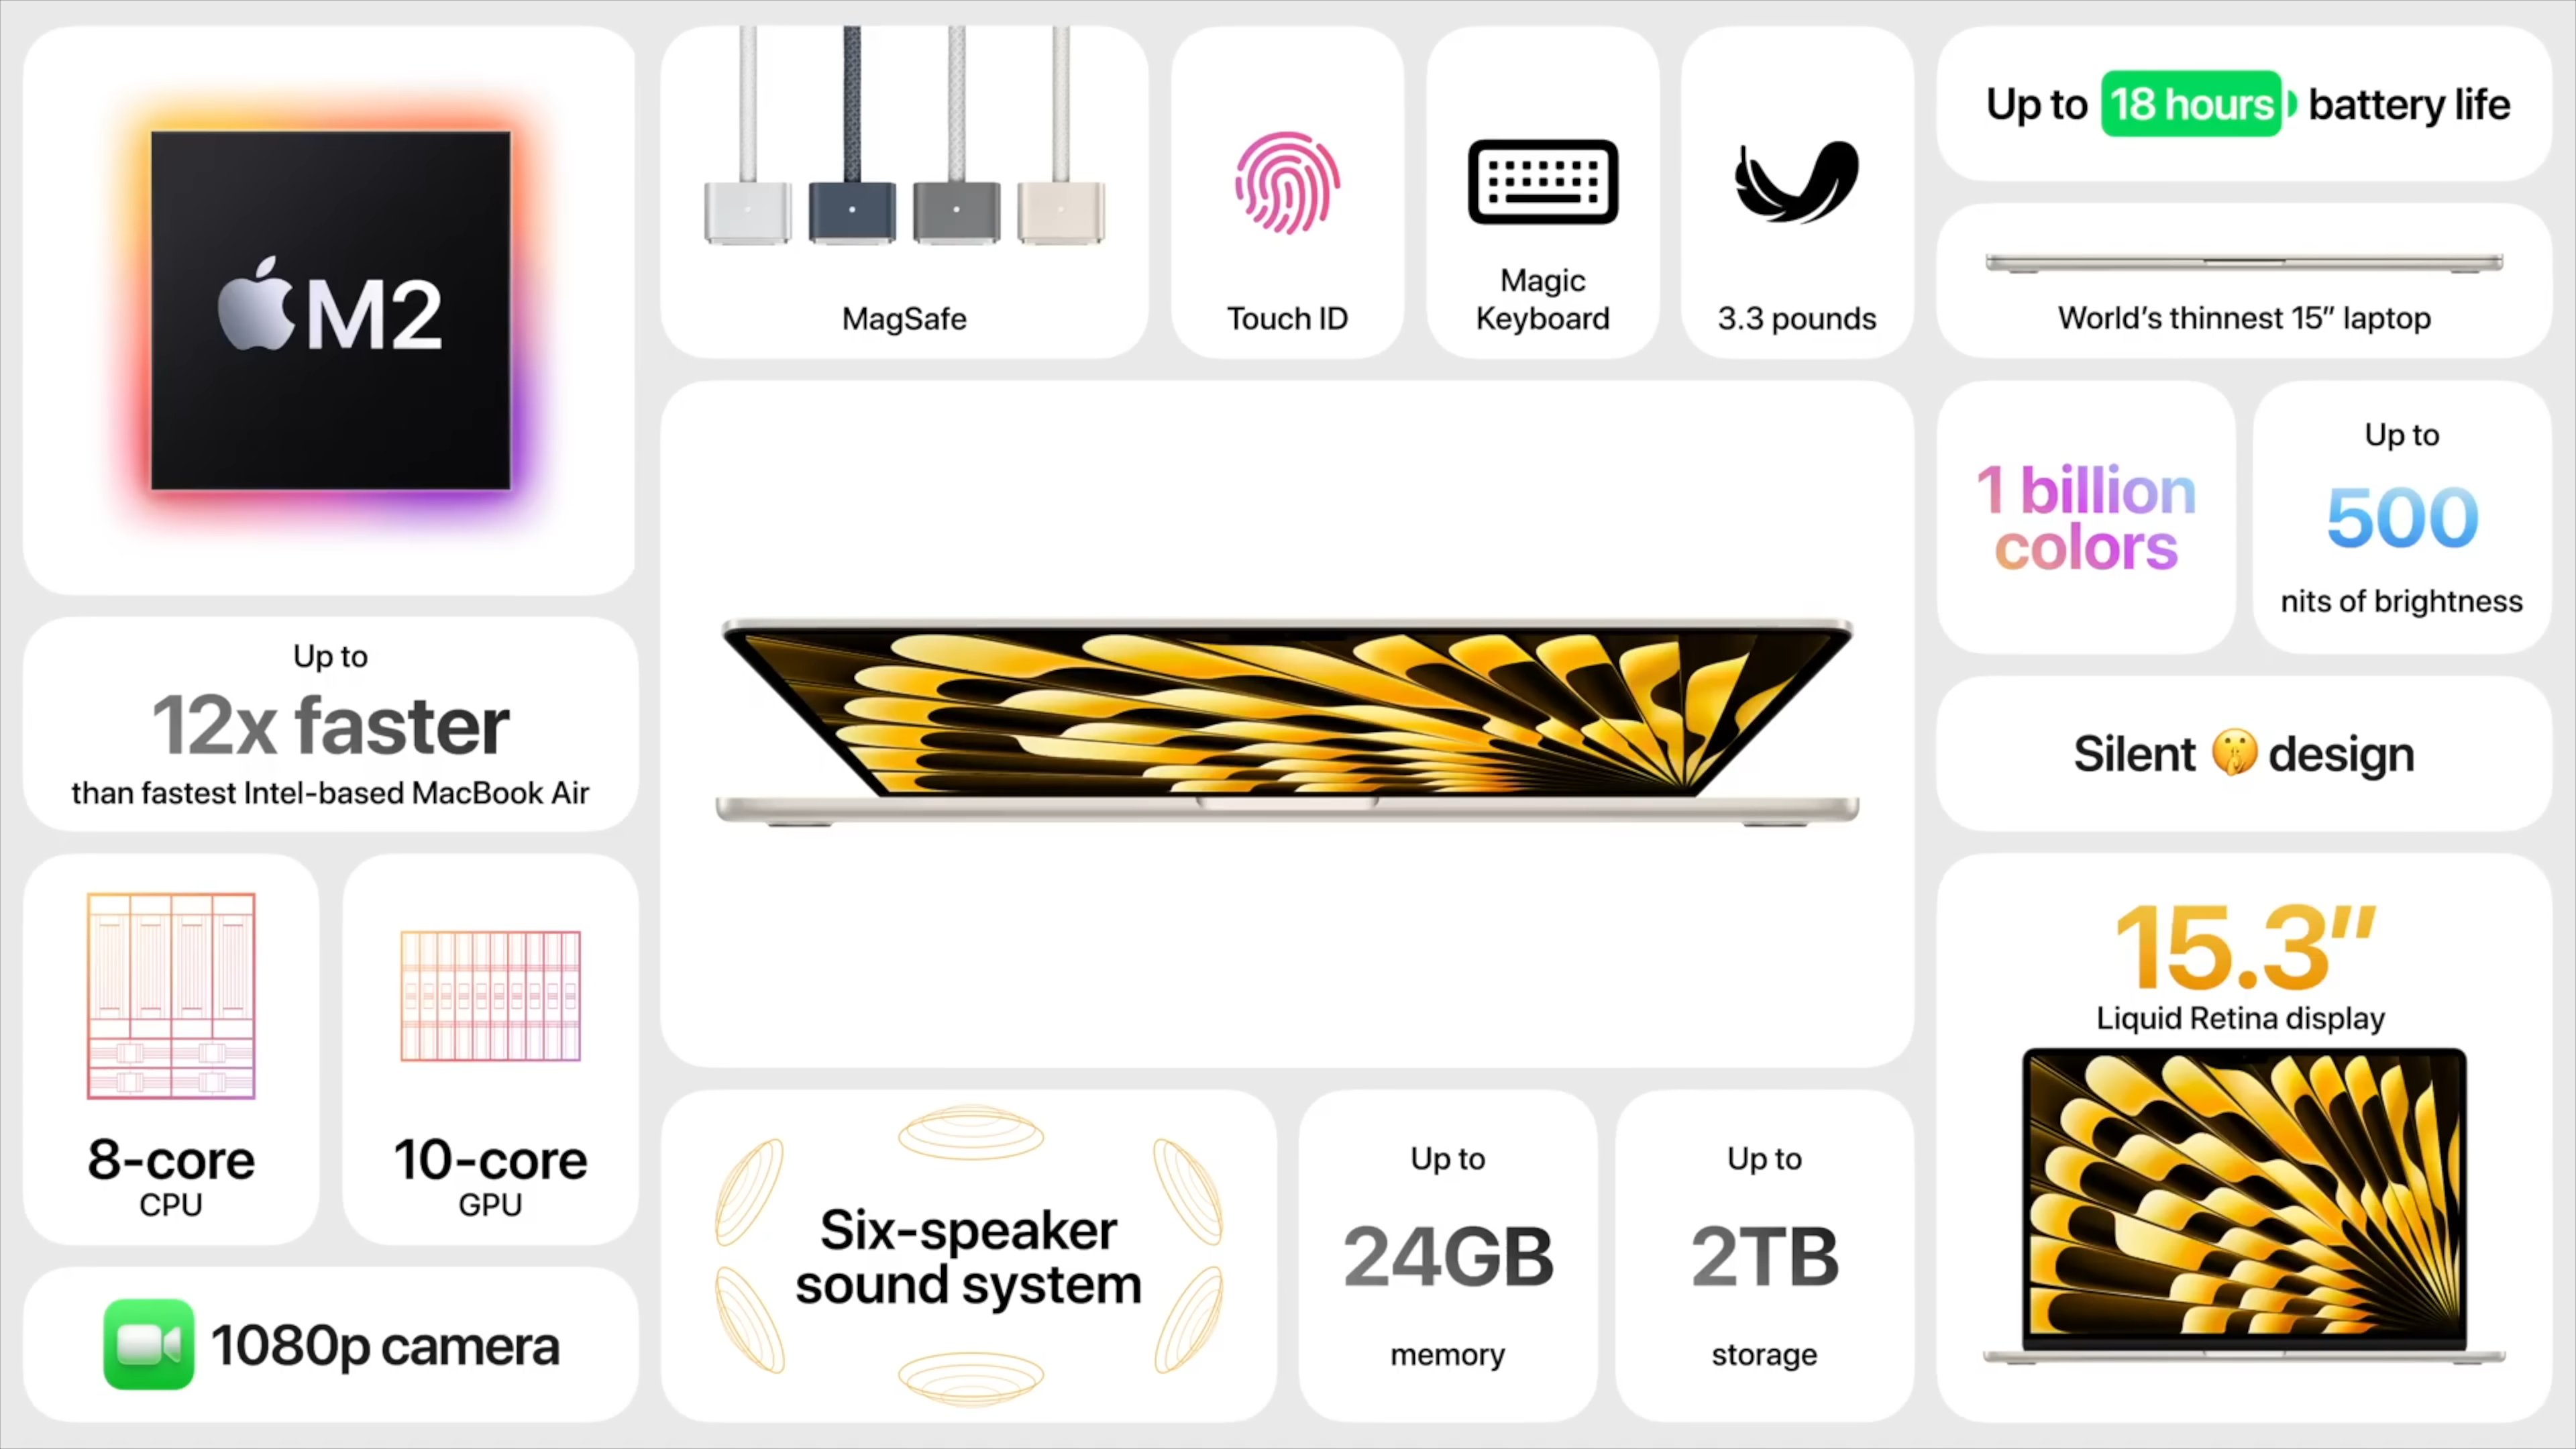 M2
Up to
12x faster
than fastest Intel-based MacBook Air
8-core
CPU
10-core
GPU
1080p camera
MagSafe
Touch ID
Magic
Keyboard
3.3 pounds
Six-speaker
sound system
Up to
24GB
memory
Up to
2TB
storage
Up to 18 hours battery life
World’s thinnest 15″ laptop
1 billion
colors
Up to
500
nits of brightness
Silent 🤫 design
15.3″
Liquid Retina display